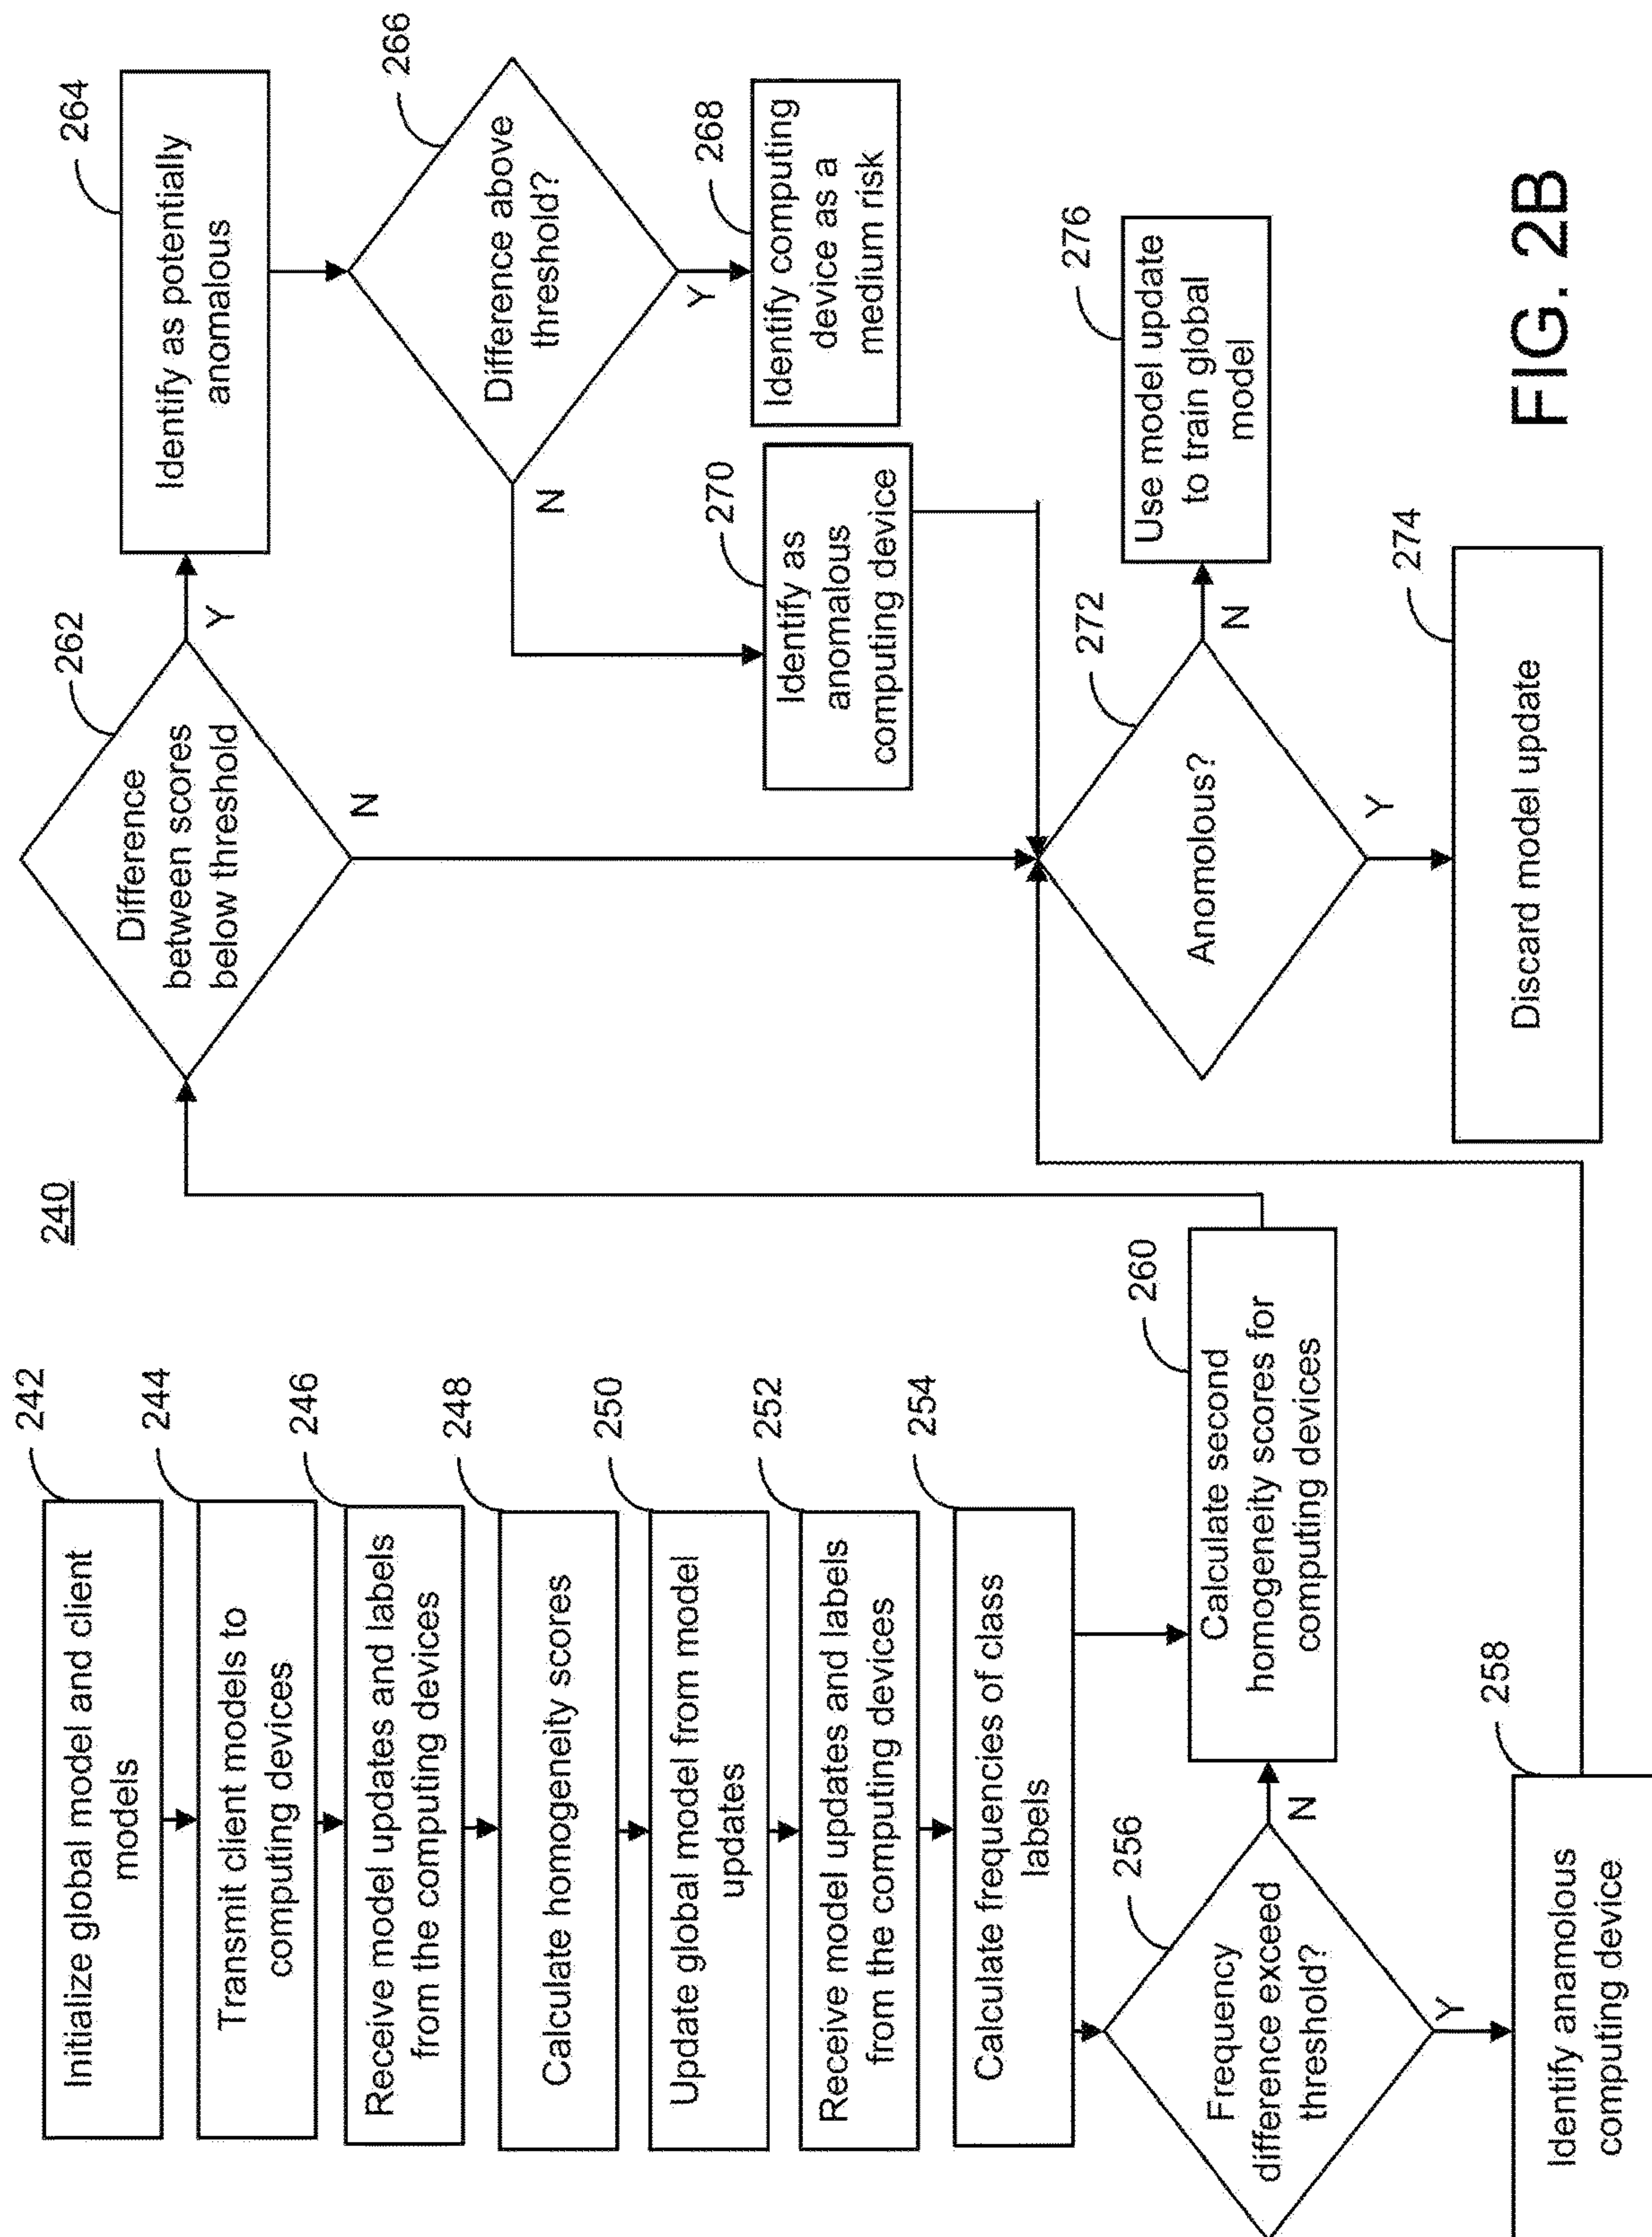 240
242
Initialize global model and client
models
244
Transmit client models to
computing devices
246
Receive model updates and labels
from the computing devices
248
Calculate homogeneity scores
250
Update global model from model
updates
252
Receive model updates and labels
from the computing devices
254
Calculate frequencies of class
labels
256
Frequency
difference exceed
threshold?
N
Y
258
Identify anamolous
computing device
260
Calculate second
homogeneity scores for
computing devices
262
Difference
between scores
below threshold
Y
N
264
Identify as potentially
anomalous
266
Difference above
threshold?
N
Y
268
Identify computing
device as a
medium risk
270
Identify as
anomalous
computing device
272
Anomolous?
N
Y
276
Use model update
to train global
model
274
Discard model update
FIG. 2B